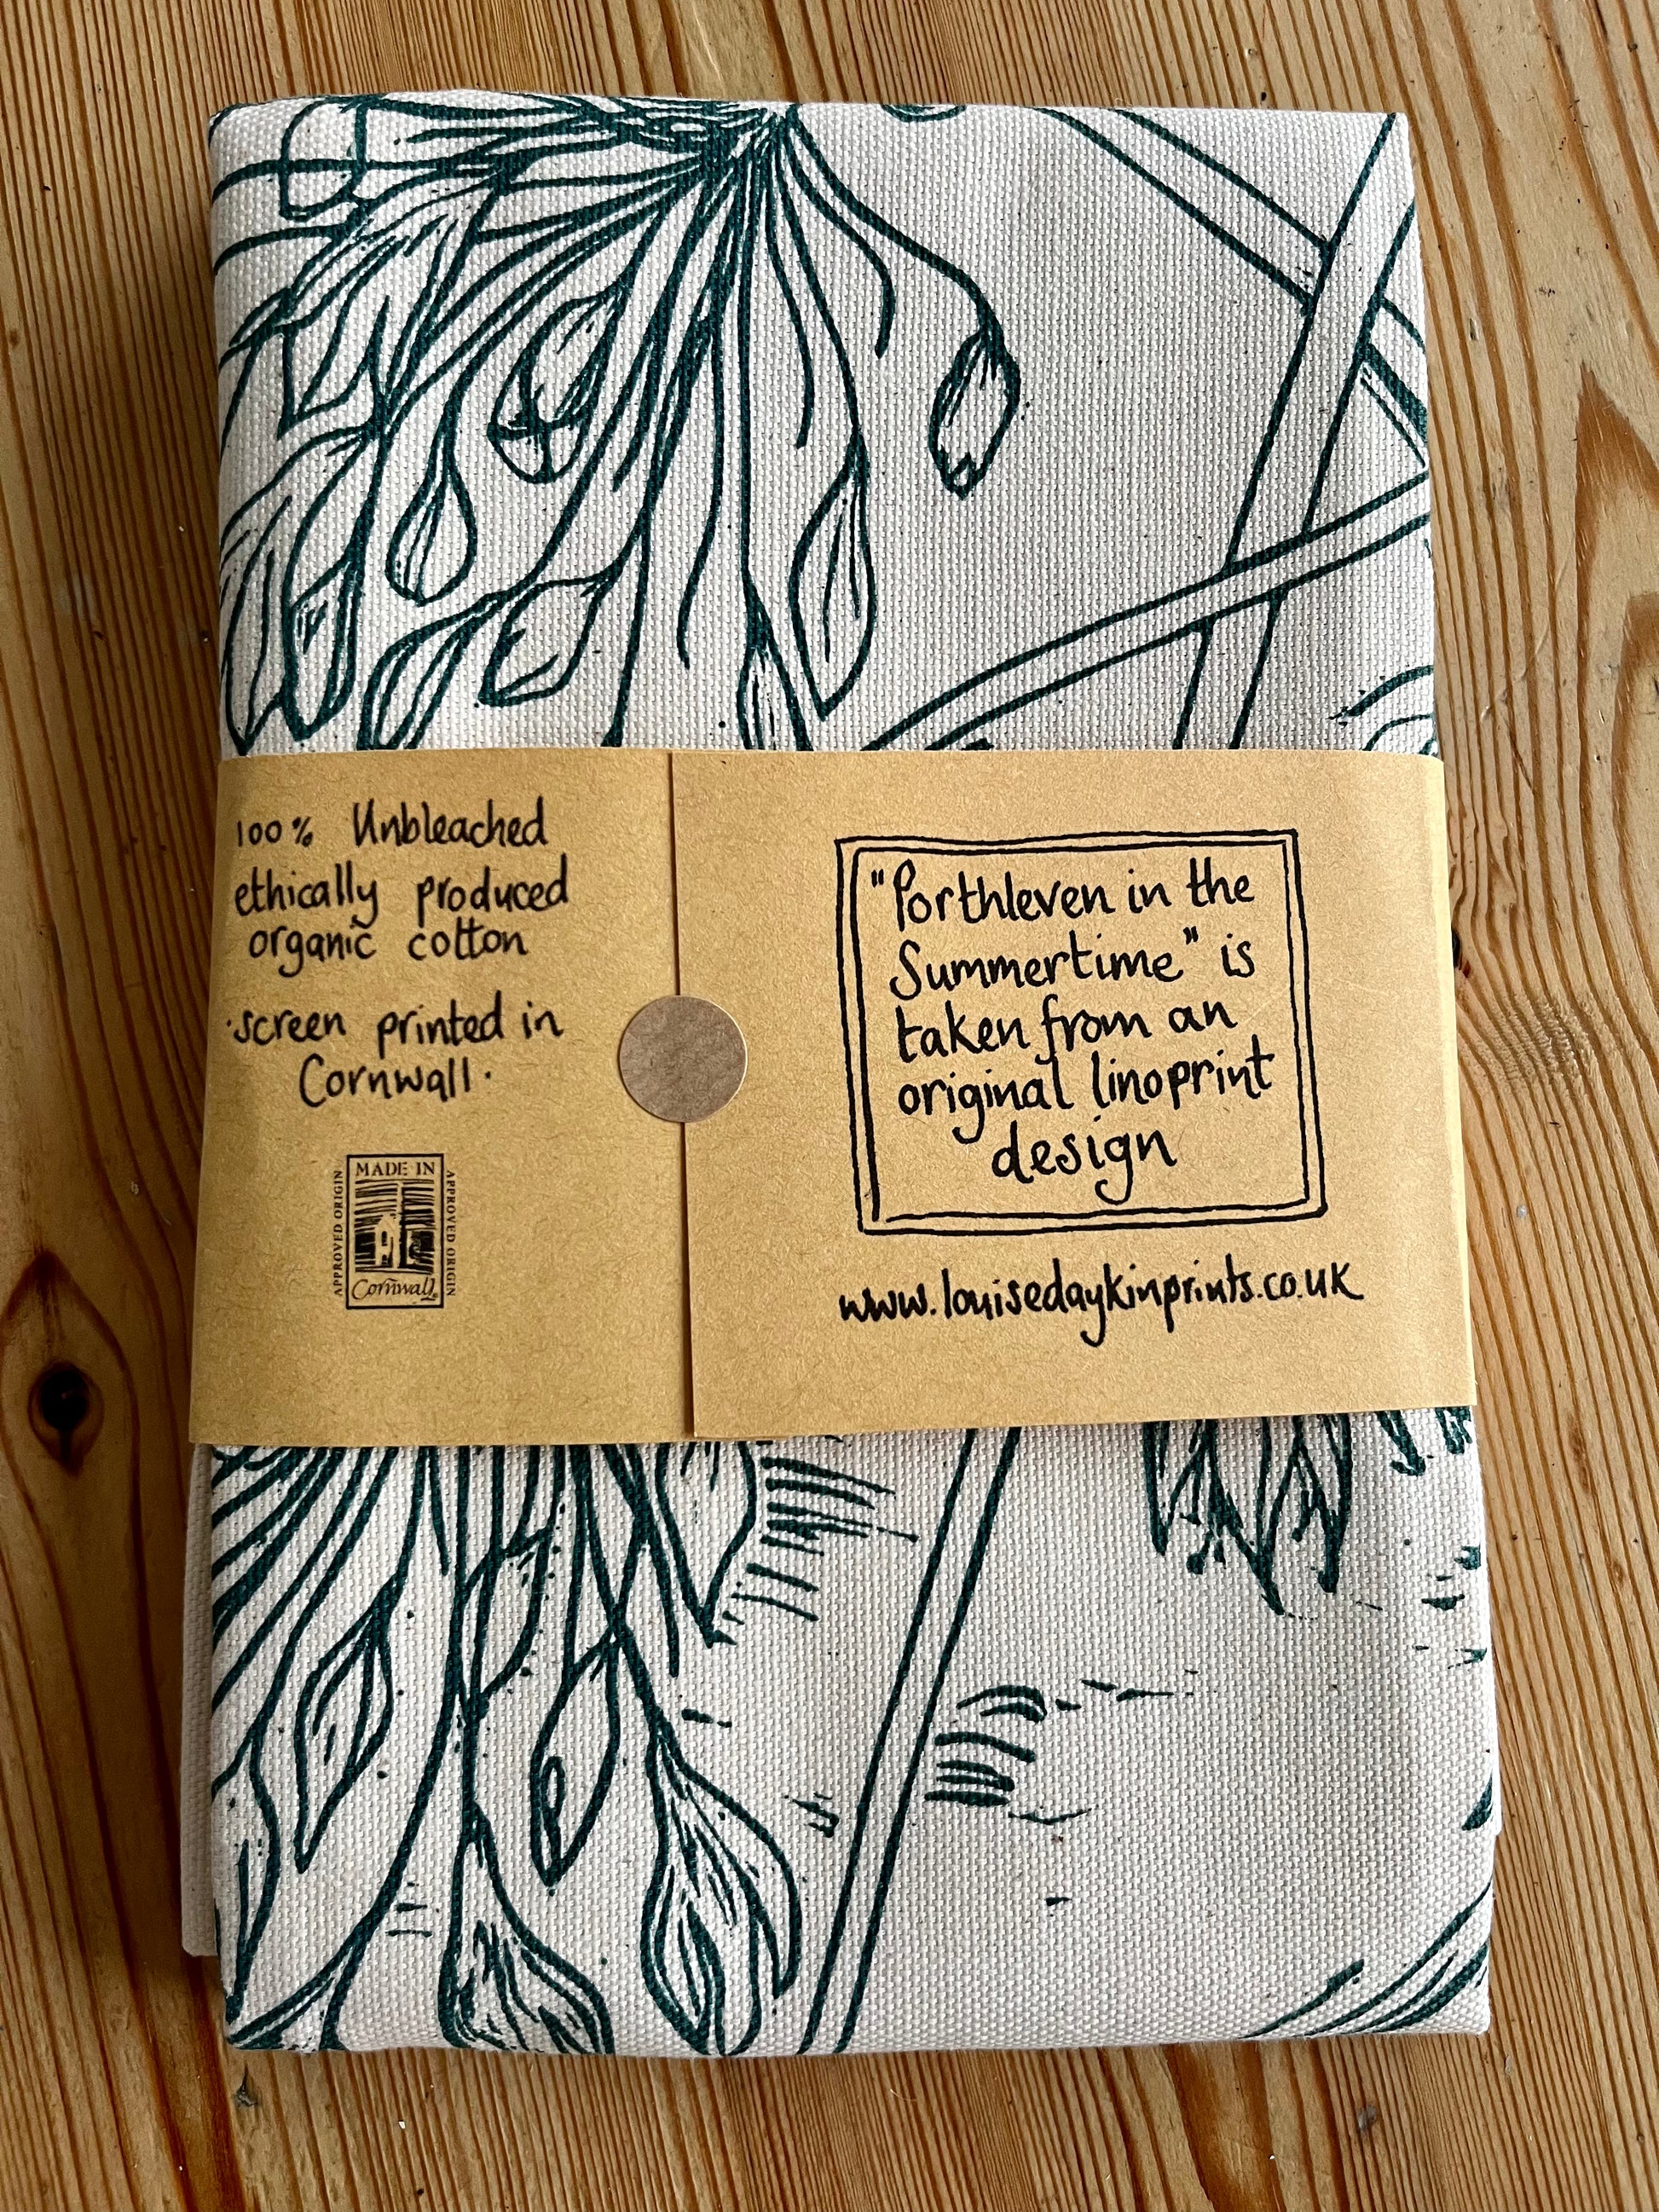 100% Unbleached
ethically produced
organic cotton
·screen printed in
Cornwall·
MADE IN
Cornwall
APPROVED ORIGIN
APPROVED ORIGIN
"Porthleven in the
Summertime" is
taken from an
original linoprint
design
www.louisedaykinprints.co.uk